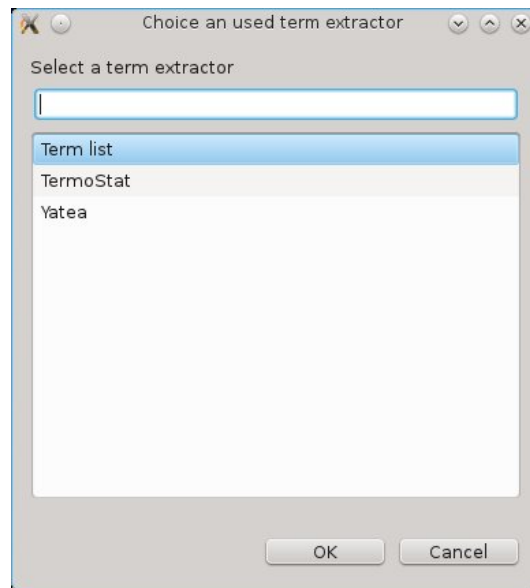 Choice an used term extractor
Select a term extractor
Term list
TermoStat
Yatea
OK Cancel